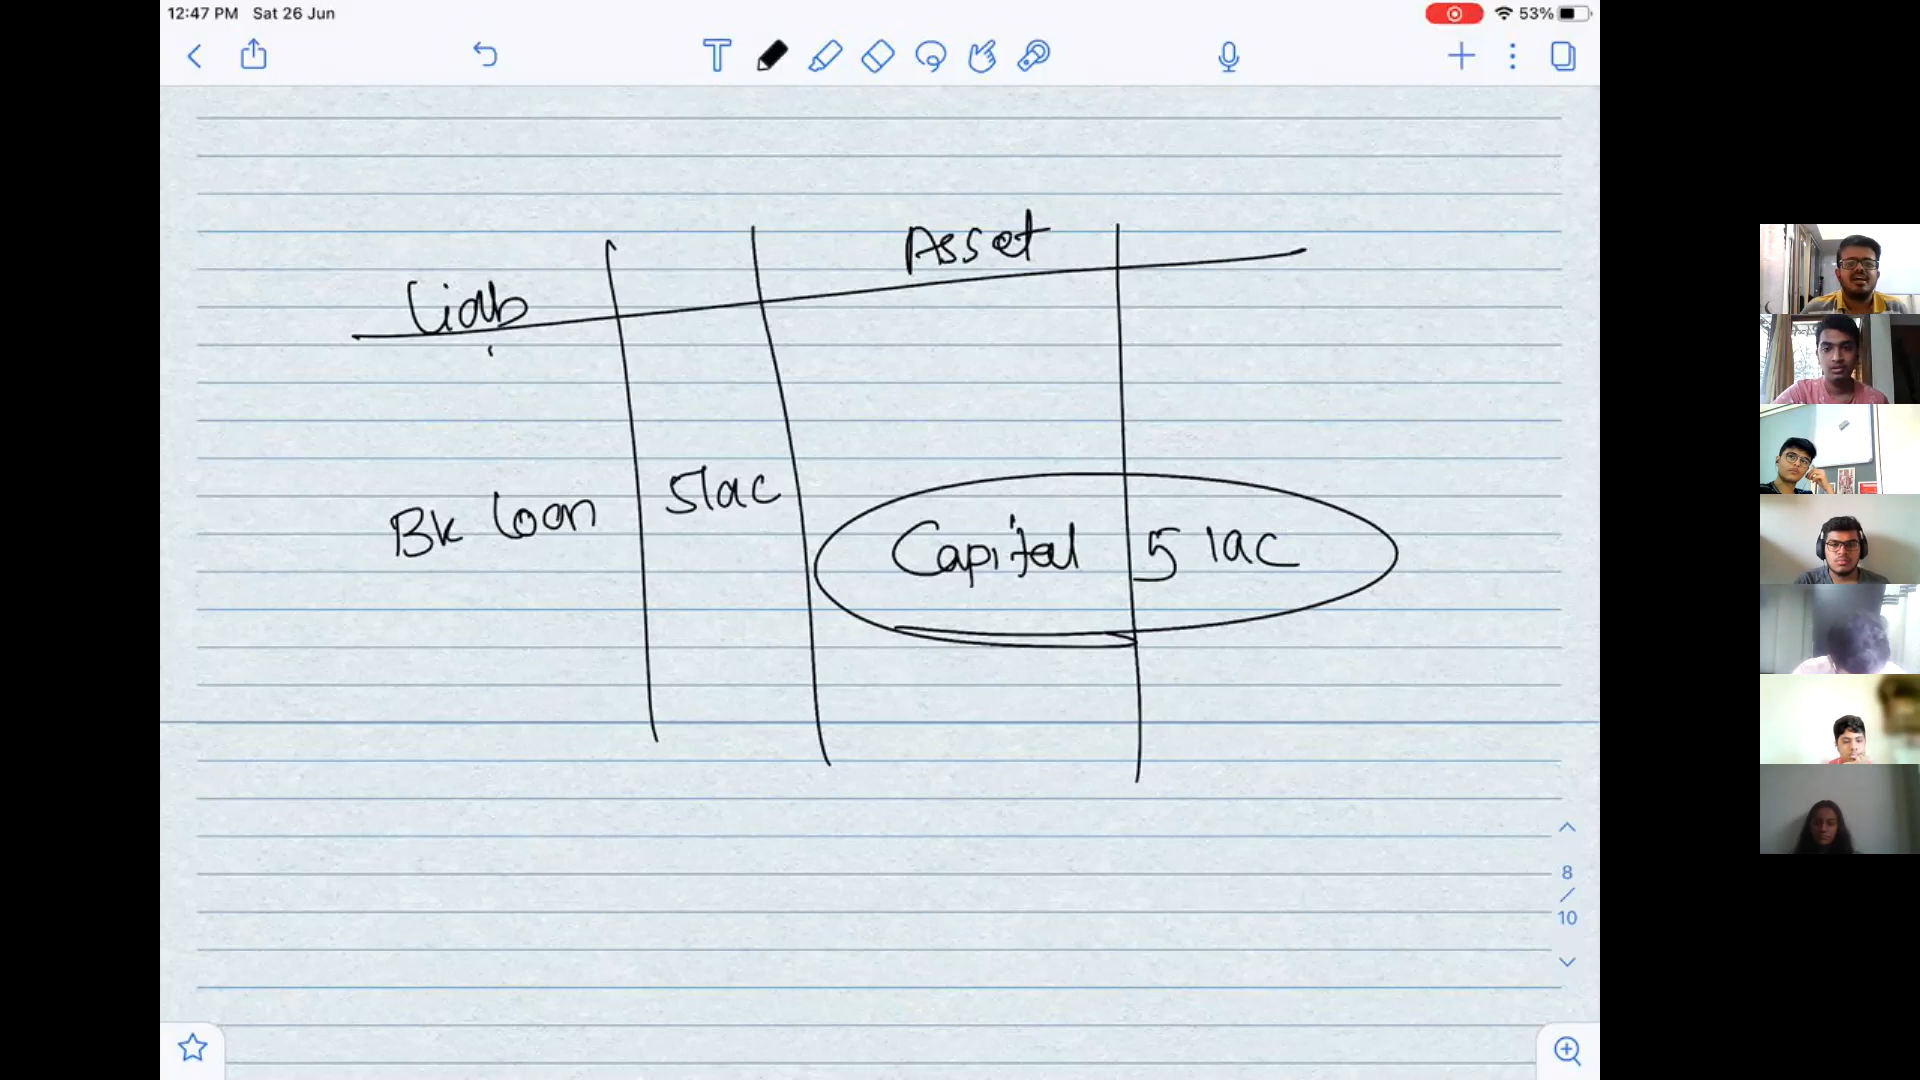 12:47 PM Sat 26 Jun
53%
T
Liab
Asset
Bk Loan 5lac
Capital 5 lac
8
/
10